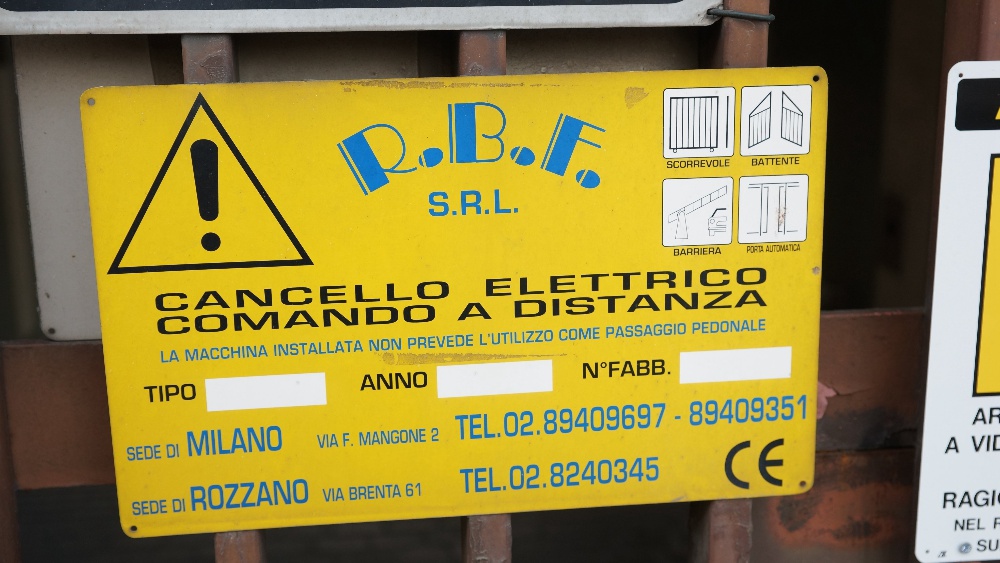 R.B.F.
S.R.L.
SCORREVOLE
BATTENTE
BARRIERA
PORTA AUTOMATICA
CANCELLO ELETTRICO
COMANDO A DISTANZA
LA MACCHINA INSTALLATA NON PREVEDE L'UTILIZZO COME PASSAGGIO PEDONALE
TIPO ANNO N°FABB.
SEDE DI MILANO VIA F. MANGONE 2 TEL.02.89409697 - 89409351
SEDE DI ROZZANO VIA BRENTA 61 TEL.02.8240345
CE
AR
A VID
RAGIO
NEL
SU